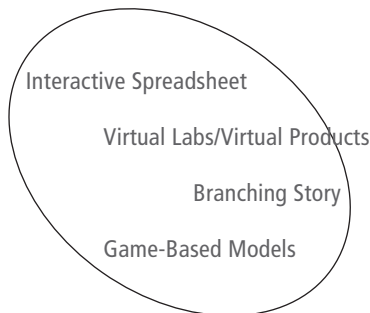 Interactive Spreadsheet
Virtual Labs/Virtual Products
Branching Story
Game-Based Models